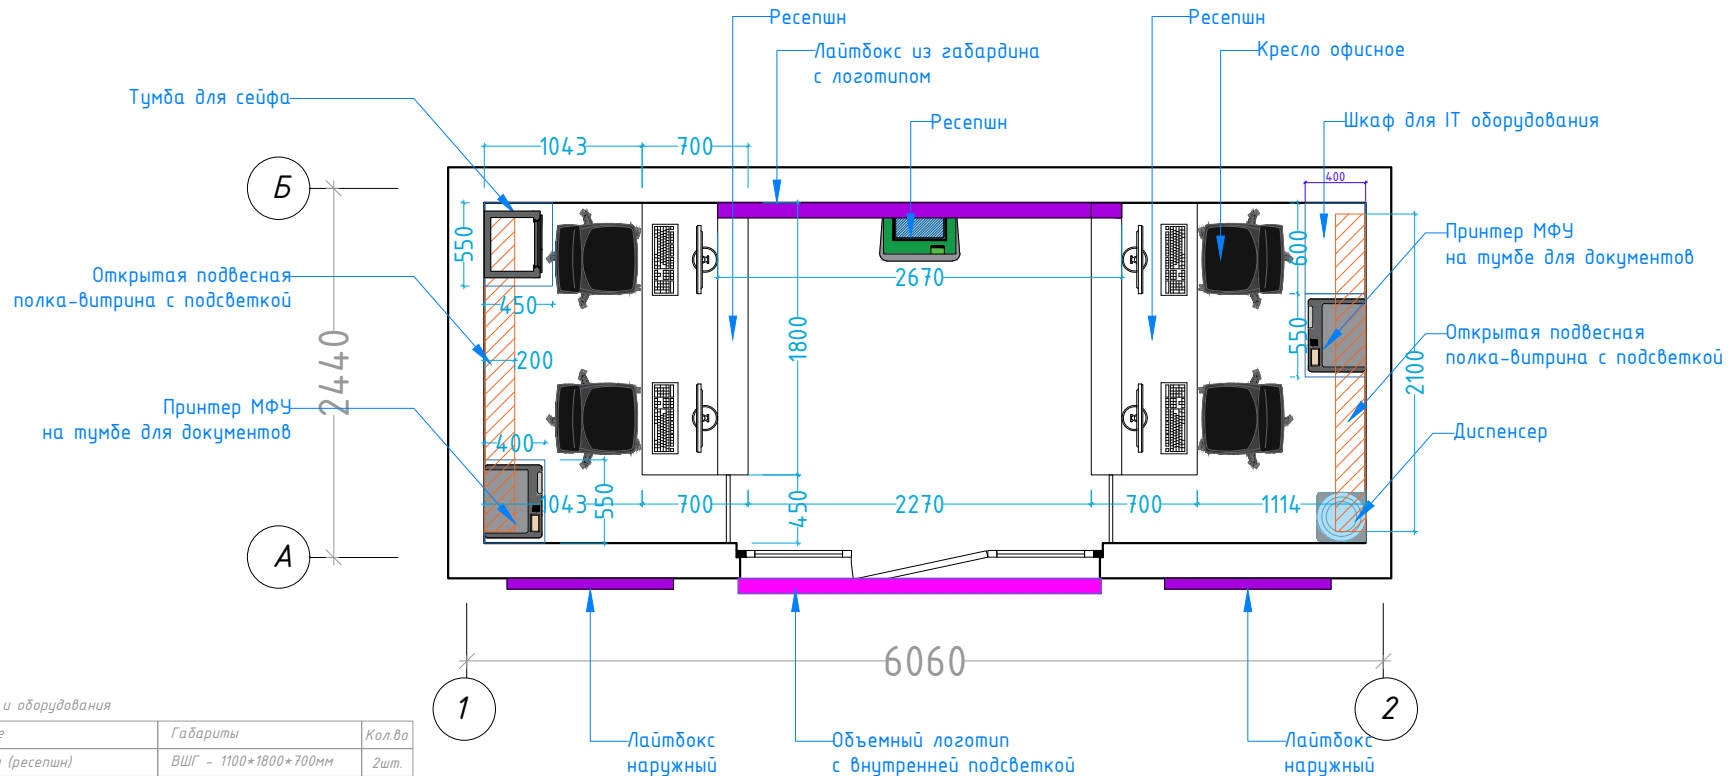 Ресепшн
Ресепшн
Лайтбокс из габардина
с логотипом
Кресло офисное
Тумба для сейфа
Ресепшн
Шкаф для IT оборудования
1043
700
400
Б
550
600
Принтер МФУ
на тумбе для документов
Открытая подвесная
полка-витрина с подсветкой
2670
450
1800
550
Открытая подвесная
полка-витрина с подсветкой
200
2440
2100
Принтер МФУ
на тумбе для документов
400
Диспенсер
1043
550
700
450
2270
700
1114
А
6060
1
2
и оборудования
е
Габариты
Кол.во
(ресепшн)
ВШГ - 1100*1800*700мм
2шт.
Лайтбокс
наружный
Объемный логотип
с внутренней подсветкой
Лайтбокс
наружный